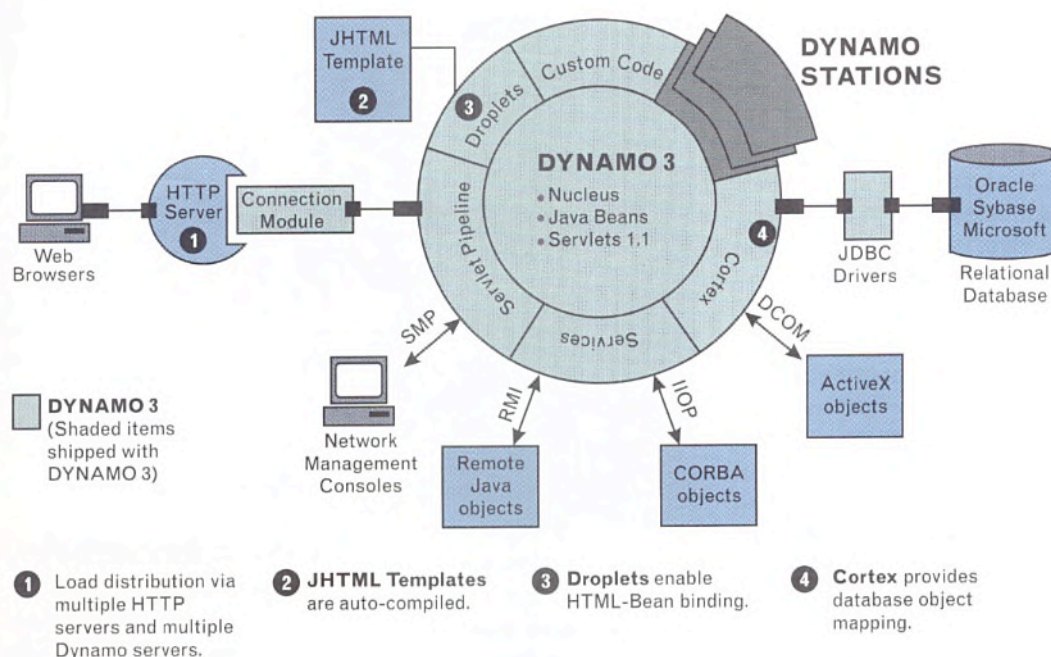 JHTML
Template
2
3
Droplets
Custom Code
DYNAMO
STATIONS
DYNAMO 3
• Nucleus
• Java Beans
• Servlets 1.1
HTTP
Server
1
Connection
Module
Web
Browsers
Servlet Pipeline
Services
Cortex
4
JDBC
Drivers
Oracle
Sybase
Microsoft
Relational
Database
SMP
RMI
IIOP
DCOM
DYNAMO 3
(Shaded items
shipped with
DYNAMO 3)
Network
Management
Consoles
Remote
Java
objects
CORBA
objects
ActiveX
objects
1 Load distribution via
multiple HTTP
servers and multiple
Dynamo servers.
2 JHTML Templates
are auto-compiled.
3 Droplets enable
HTML-Bean binding.
4 Cortex provides
database object
mapping.